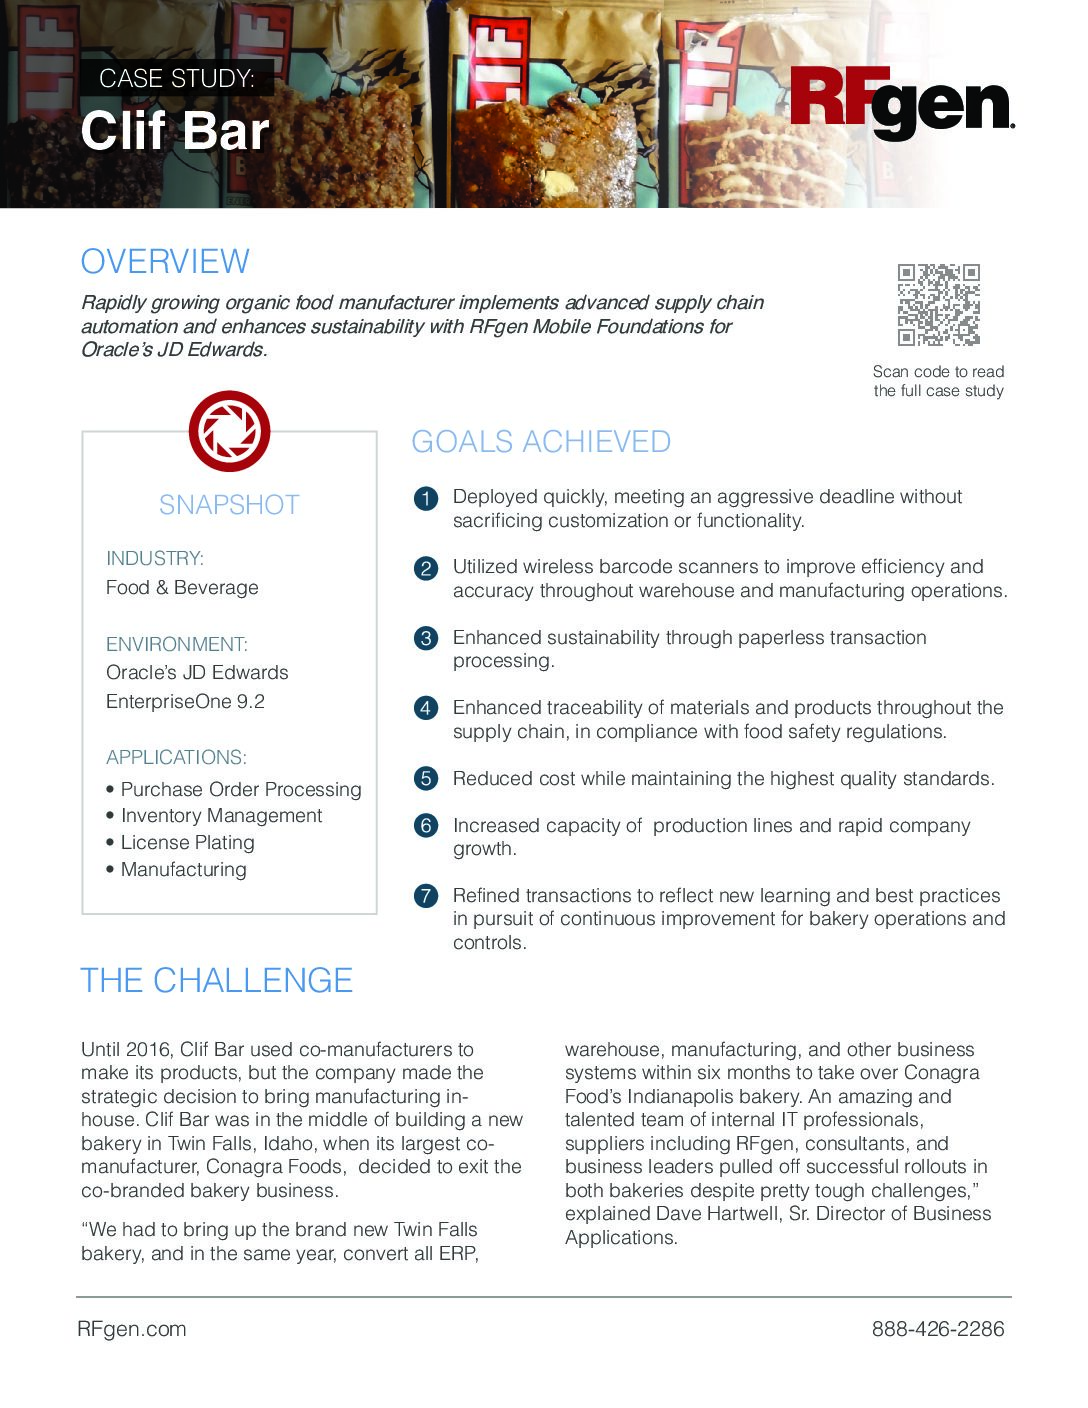 CASE STUDY:
Clif Bar
RFgen.
CLIF
CLIF
CLIF
OVERVIEW
Rapidly growing organic food manufacturer implements advanced supply chain
automation and enhances sustainability with RFgen Mobile Foundations for
Oracle’s JD Edwards.
Scan code to read
the full case study
SNAPSHOT
INDUSTRY:
Food & Beverage
ENVIRONMENT:
Oracle’s JD Edwards
EnterpriseOne 9.2
APPLICATIONS:
• Purchase Order Processing
• Inventory Management
• License Plating
• Manufacturing
GOALS ACHIEVED
1 Deployed quickly, meeting an aggressive deadline without
sacrificing customization or functionality.
2 Utilized wireless barcode scanners to improve efficiency and
accuracy throughout warehouse and manufacturing operations.
3 Enhanced sustainability through paperless transaction
processing.
4 Enhanced traceability of materials and products throughout the
supply chain, in compliance with food safety regulations.
5 Reduced cost while maintaining the highest quality standards.
6 Increased capacity of  production lines and rapid company
growth.
7 Refined transactions to reflect new learning and best practices
in pursuit of continuous improvement for bakery operations and
controls.
THE CHALLENGE
Until 2016, Clif Bar used co-manufacturers to
make its products, but the company made the
strategic decision to bring manufacturing in-
house. Clif Bar was in the middle of building a new
bakery in Twin Falls, Idaho, when its largest co-
manufacturer, Conagra Foods,  decided to exit the
co-branded bakery business.
“We had to bring up the brand new Twin Falls
bakery, and in the same year, convert all ERP,
warehouse, manufacturing, and other business
systems within six months to take over Conagra
Food’s Indianapolis bakery. An amazing and
talented team of internal IT professionals,
suppliers including RFgen, consultants, and
business leaders pulled off successful rollouts in
both bakeries despite pretty tough challenges,”
explained Dave Hartwell, Sr. Director of Business
Applications.
RFgen.com
888-426-2286